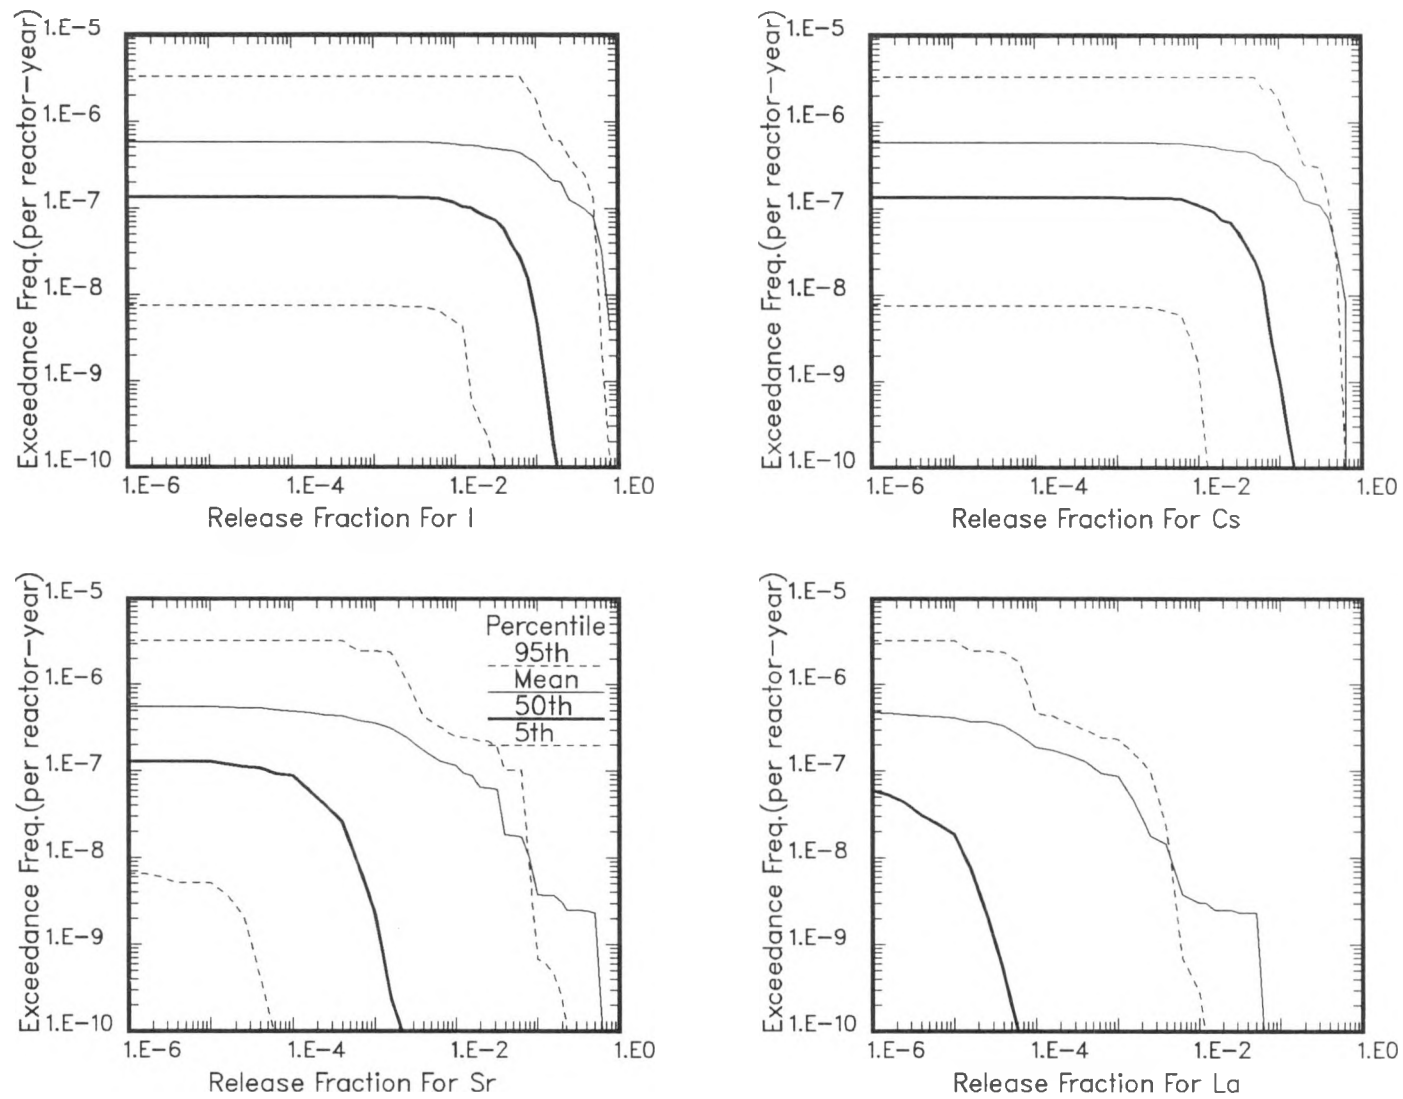 Exceedance Freq.(per reactor-year)
1.E-5
1.E-6
1.E-7
1.E-8
1.E-9
1.E-10
1.E-6
1.E-4
1.E-2
1.E0
Release Fraction For I
Exceedance Freq.(per reactor-year)
1.E-5
1.E-6
1.E-7
1.E-8
1.E-9
1.E-10
1.E-6
1.E-4
1.E-2
1.E0
Release Fraction For Cs
Exceedance Freq.(per reactor-year)
1.E-5
1.E-6
1.E-7
1.E-8
1.E-9
1.E-10
Percentile
95th
Mean
50th
5th
1.E-6
1.E-4
1.E-2
1.E0
Release Fraction For Sr
Exceedance Freq.(per reactor-year)
1.E-5
1.E-6
1.E-7
1.E-8
1.E-9
1.E-10
1.E-6
1.E-4
1.E-2
1.E0
Release Fraction For La